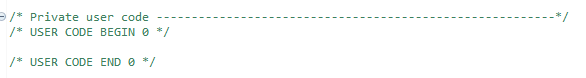 /* Private user code ---------------------------------------------------------*/
/* USER CODE BEGIN 0 */
/* USER CODE END 0 */